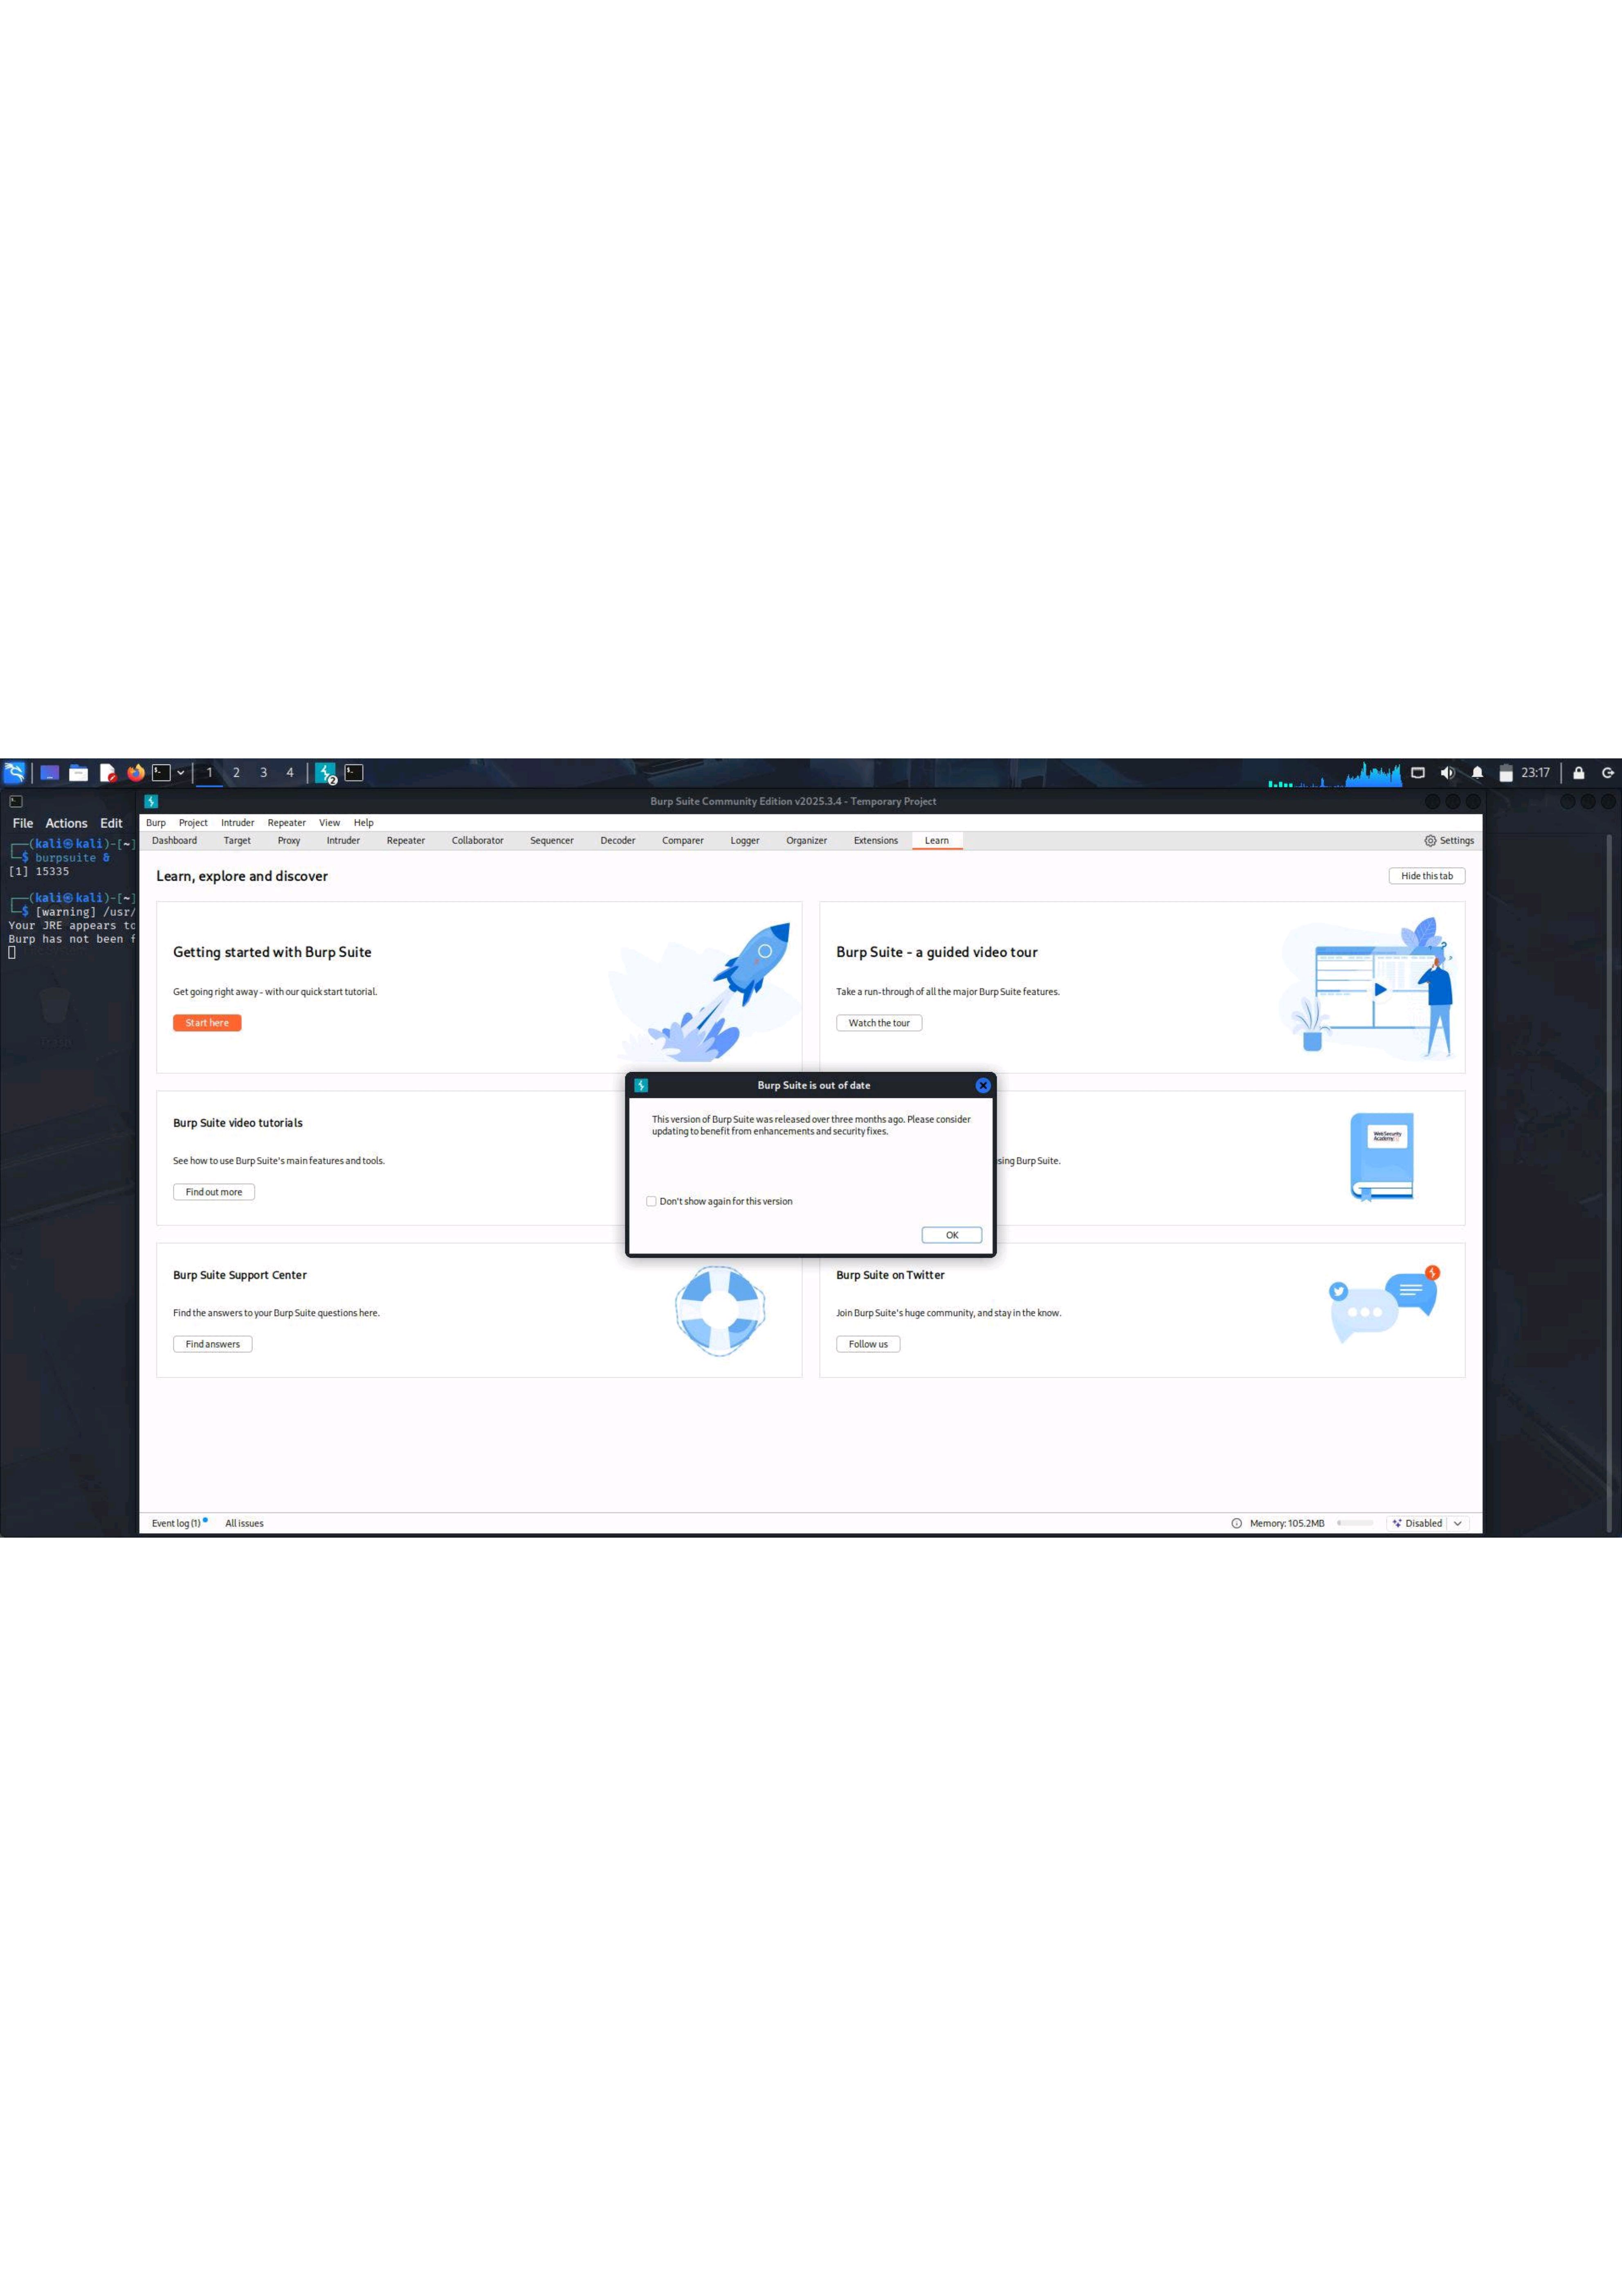 1 2 3 4
2
23:17
Burp Suite Community Edition v2025.3.4 - Temporary Project
File Actions Edit
(kali㉿kali)-[~]
$ burpsuite &
[1] 15335
(kali㉿kali)-[~]
$ [warning] /usr/
Your JRE appears to
Burp has not been f
Burp Project Intruder Repeater View Help
Dashboard Target Proxy Intruder Repeater Collaborator Sequencer Decoder Comparer Logger Organizer Extensions Learn Settings
Learn, explore and discover
Hide this tab
Getting started with Burp Suite
Get going right away - with our quick start tutorial.
Start here
Burp Suite - a guided video tour
Take a run-through of all the major Burp Suite features.
Watch the tour
Burp Suite is out of date
This version of Burp Suite was released over three months ago. Please consider
updating to benefit from enhancements and security fixes.
Don't show again for this version
OK
Burp Suite video tutorials
See how to use Burp Suite's main features and tools.
Find out more
sing Burp Suite.
WebSecurity
Academy
Burp Suite Support Center
Find the answers to your Burp Suite questions here.
Find answers
Burp Suite on Twitter
Join Burp Suite's huge community, and stay in the know.
Follow us
Event log (1) All issues
Memory: 105.2MB
Disabled